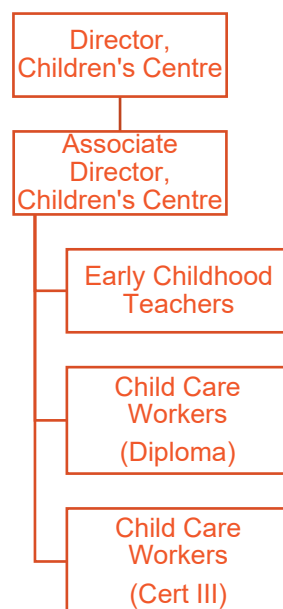 Director,
Children's Centre
Associate
Director,
Children's Centre
Early Childhood
Teachers
Child Care
Workers
(Diploma)
Child Care
Workers
(Cert III)